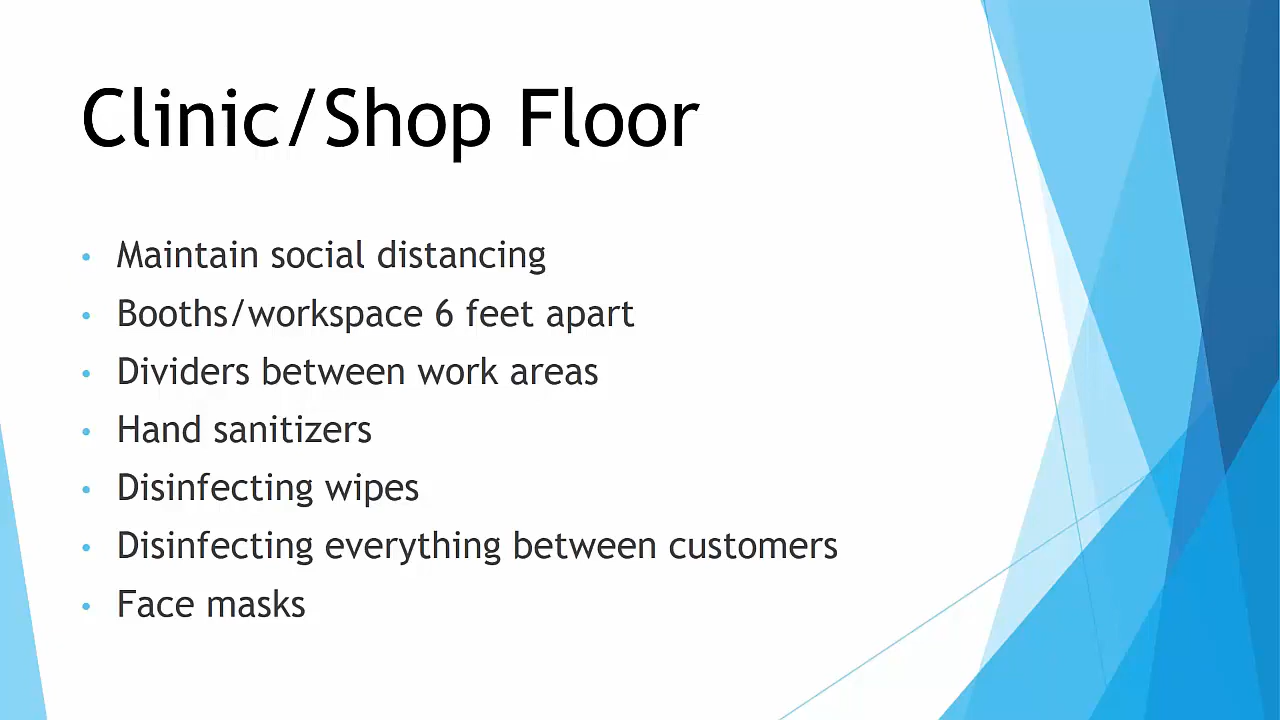 Clinic/Shop Floor
• Maintain social distancing
• Booths/workspace 6 feet apart
• Dividers between work areas
• Hand sanitizers
• Disinfecting wipes
• Disinfecting everything between customers
• Face masks